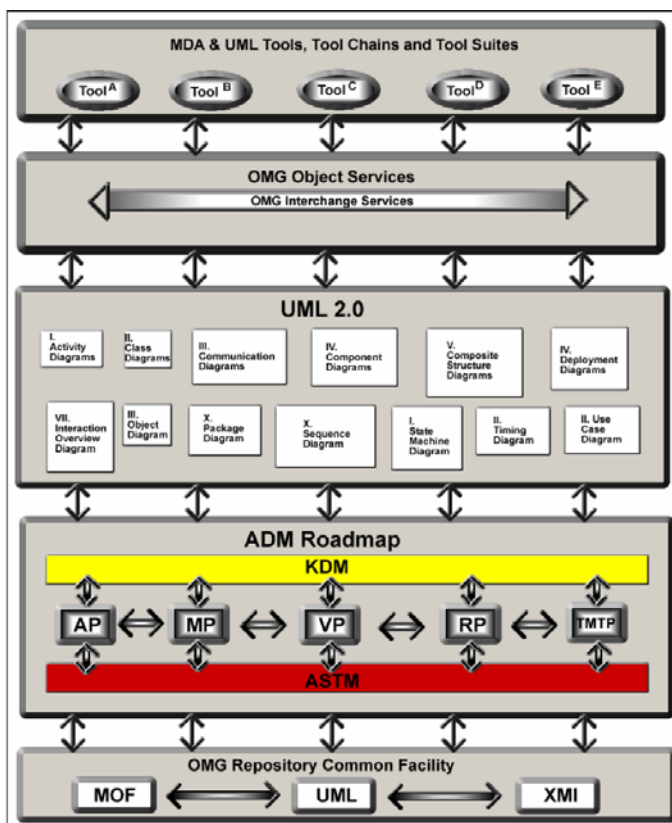 MDA & UML Tools, Tool Chains and Tool Suites
Tool A
Tool B
Tool C
Tool D
Tool E
OMG Object Services
OMG Interchange Services
UML 2.0
I.
Activity
Diagrams
II.
Class
Diagrams
III.
Communication
Diagrams
IV.
Component
Diagrams
V.
Composite
Structure
Diagrams
IV.
Deployment
Diagrams
VII.
Interaction
Overview
Diagram
III.
Object
Diagram
X.
Package
Diagram
X.
Sequence
Diagram
I.
State
Machine
Diagram
II.
Timing
Diagram
II. Use
Case
Diagram
ADM Roadmap
KDM
AP
MP
VP
RP
TMTP
ASTM
OMG Repository Common Facility
MOF
UML
XMI